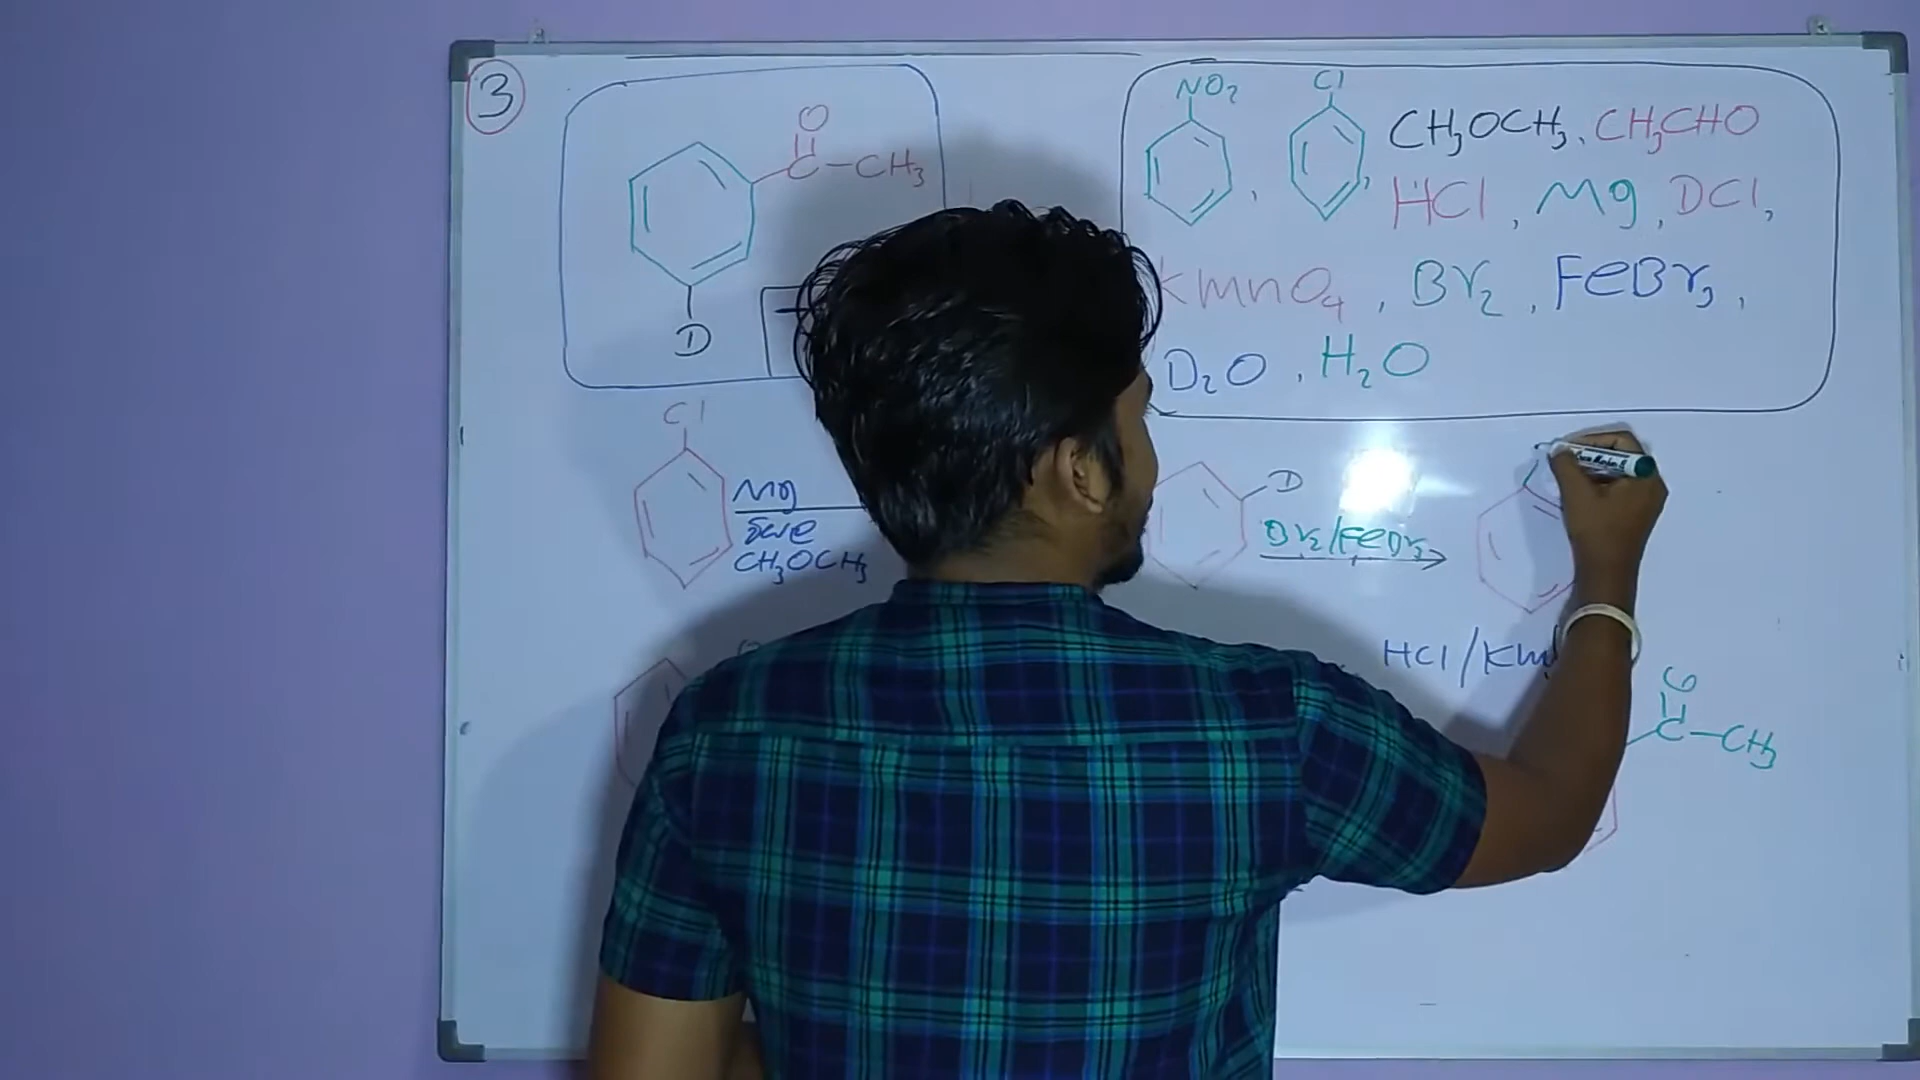 3
O
C-CH₃
D
NO₂
Cl
CH₃OCH₃, CH₃CHO
, , HCl, Mg, DCl,
KMnO₄, Br₂, FeBr₃,
D₂O, H₂O
Cl
Mg
CH₃OCH₃
D
Br₂/FeBr₃
HCl/KM
O
C-CH₃